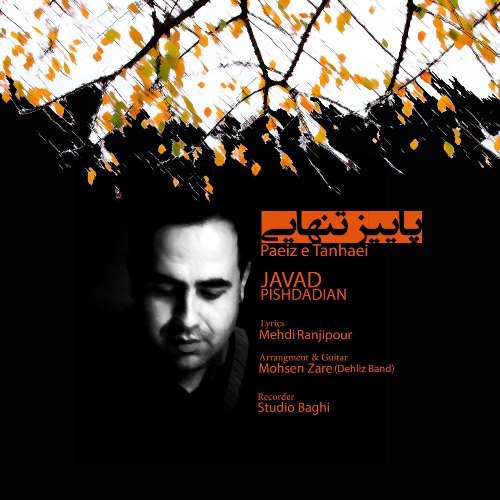 پاییز تنهایی
Paeiz e Tanhaei
JAVAD
PISHDADIAN
Lyrics
Mehdi Ranjipour
Arrangment & Guitar
Mohsen Zare (Dehliz Band)
Recorder
Studio Baghi